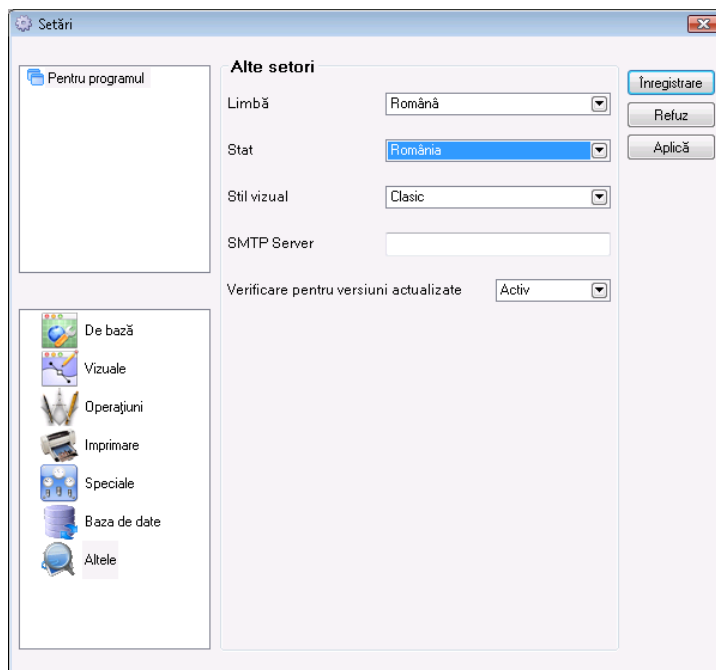 Setări
Pentru programul
Alte setori
Limbă
Română
Stat
România
Stil vizual
Clasic
SMTP Server
Verificare pentru versiuni actualizate
Activ
Înregistrare
Refuz
Aplică
De bază
Vizuale
Operaţiuni
Imprimare
Speciale
Baza de date
Altele